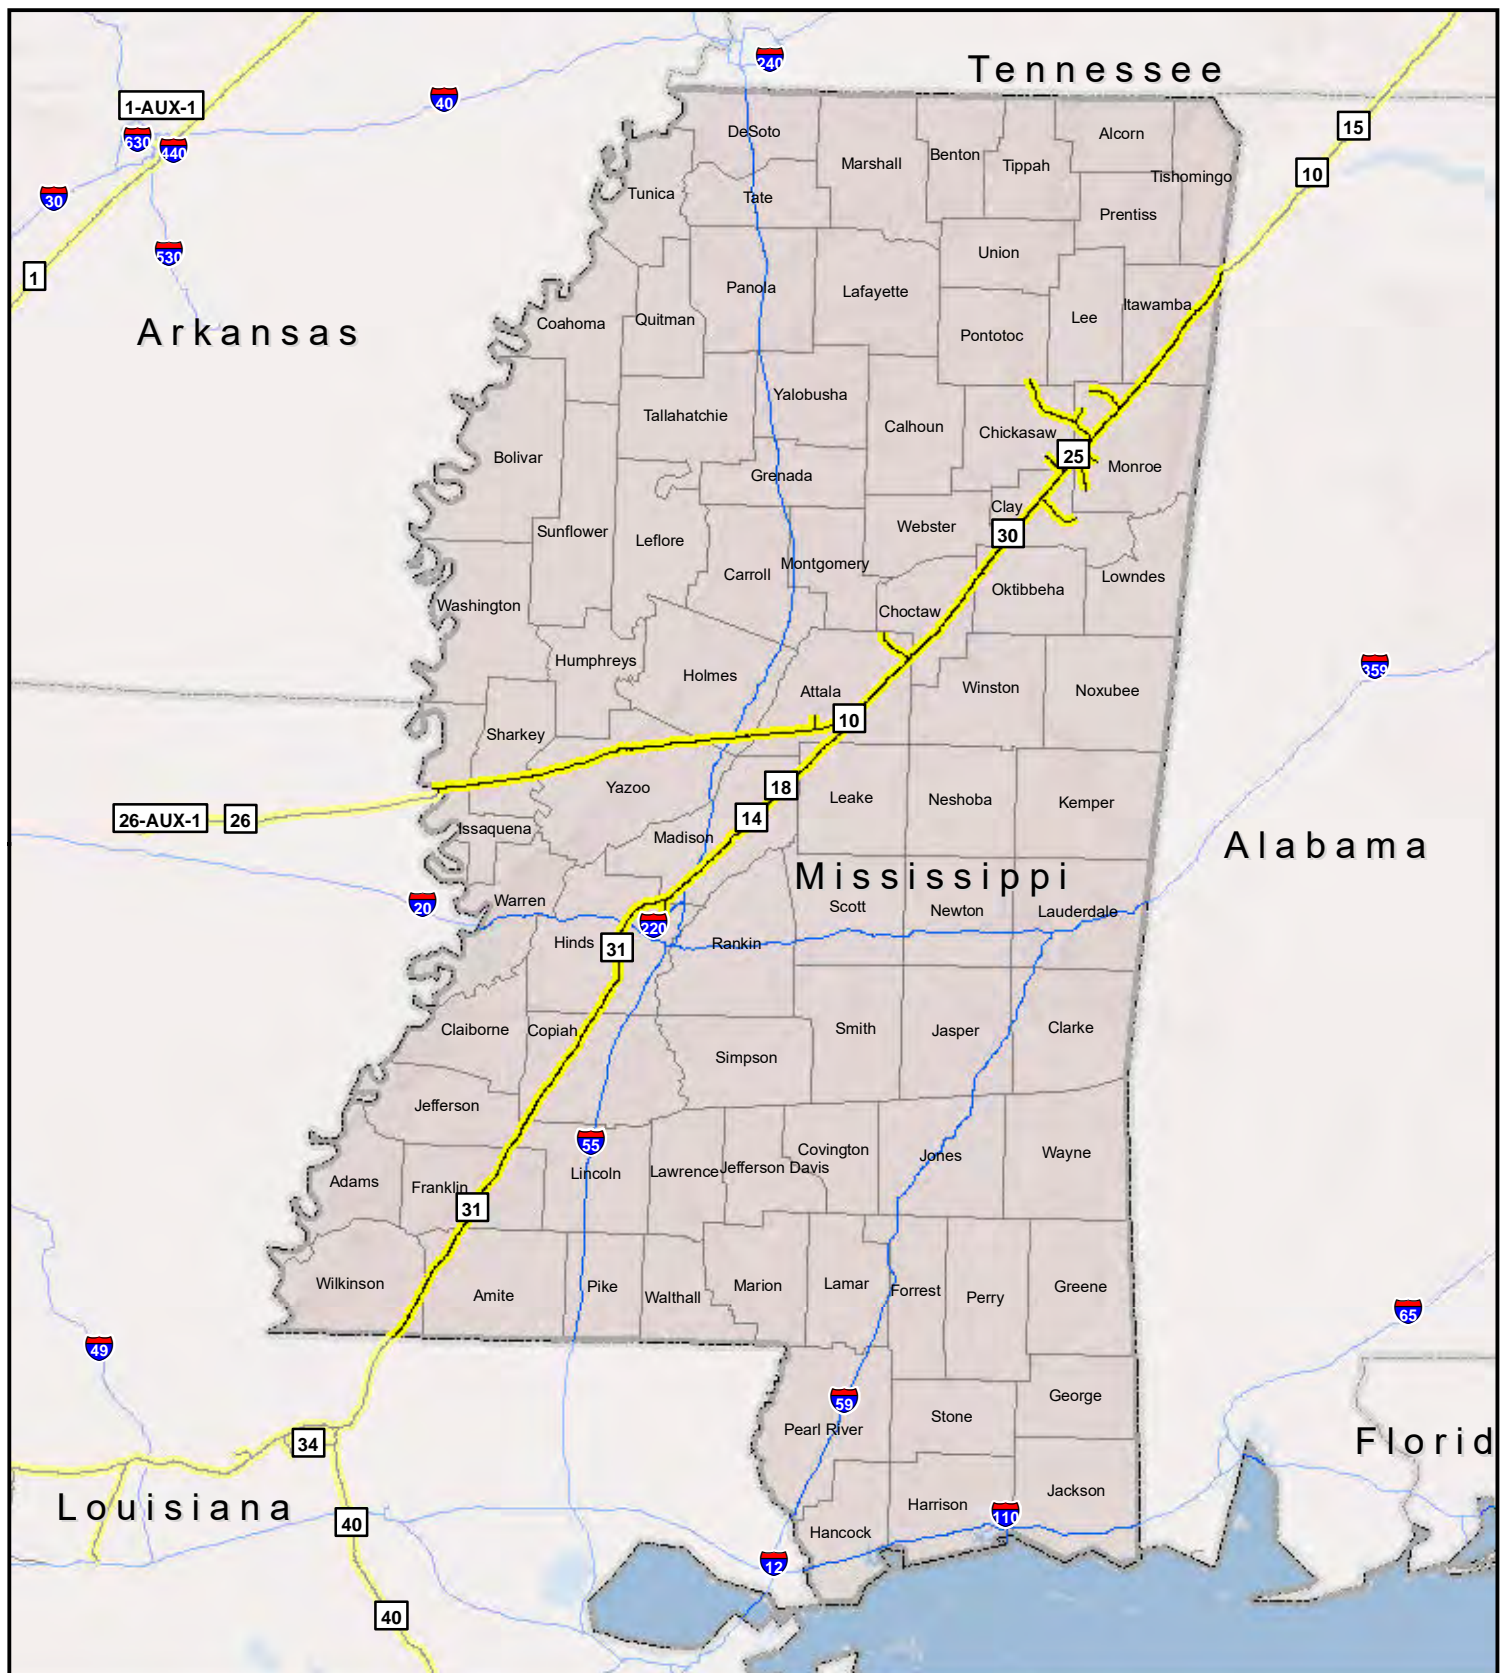 240
Tennessee
1-AUX-1
40
15
630
440
DeSoto
Alcorn
Marshall
Benton
Tippah
10
Tishomingo
30
Tunica
Tate
Prentiss
530
Union
1
Panola
Lafayette
Itawamba
Arkansas
Coahoma
Quitman
Lee
Pontotoc
Yalobusha
Tallahatchie
Calhoun
Chickasaw
Bolivar
25
Monroe
Grenada
Clay
Sunflower
Leflore
Webster
30
Montgomery
Carroll
Lowndes
Washington
Oktibbeha
Choctaw
Humphreys
359
Holmes
Attala
Winston
Noxubee
10
Sharkey
Yazoo
18
Leake
Neshoba
Kemper
26-AUX-1
26
14
Issaquena
Madison
Alabama
Mississippi
20
Warren
Scott
Newton
Lauderdale
220
Hinds
31
Rankin
Claiborne
Copiah
Smith
Jasper
Clarke
Simpson
Jefferson
55
Covington
Jones
Wayne
Adams
Franklin
Lincoln
Lawrence
Jefferson Davis
31
Wilkinson
Amite
Pike
Walthall
Marion
Lamar
Forrest
Perry
Greene
65
49
59
George
Pearl River
Stone
34
Florid
Louisiana
Harrison
Jackson
40
110
Hancock
12
40